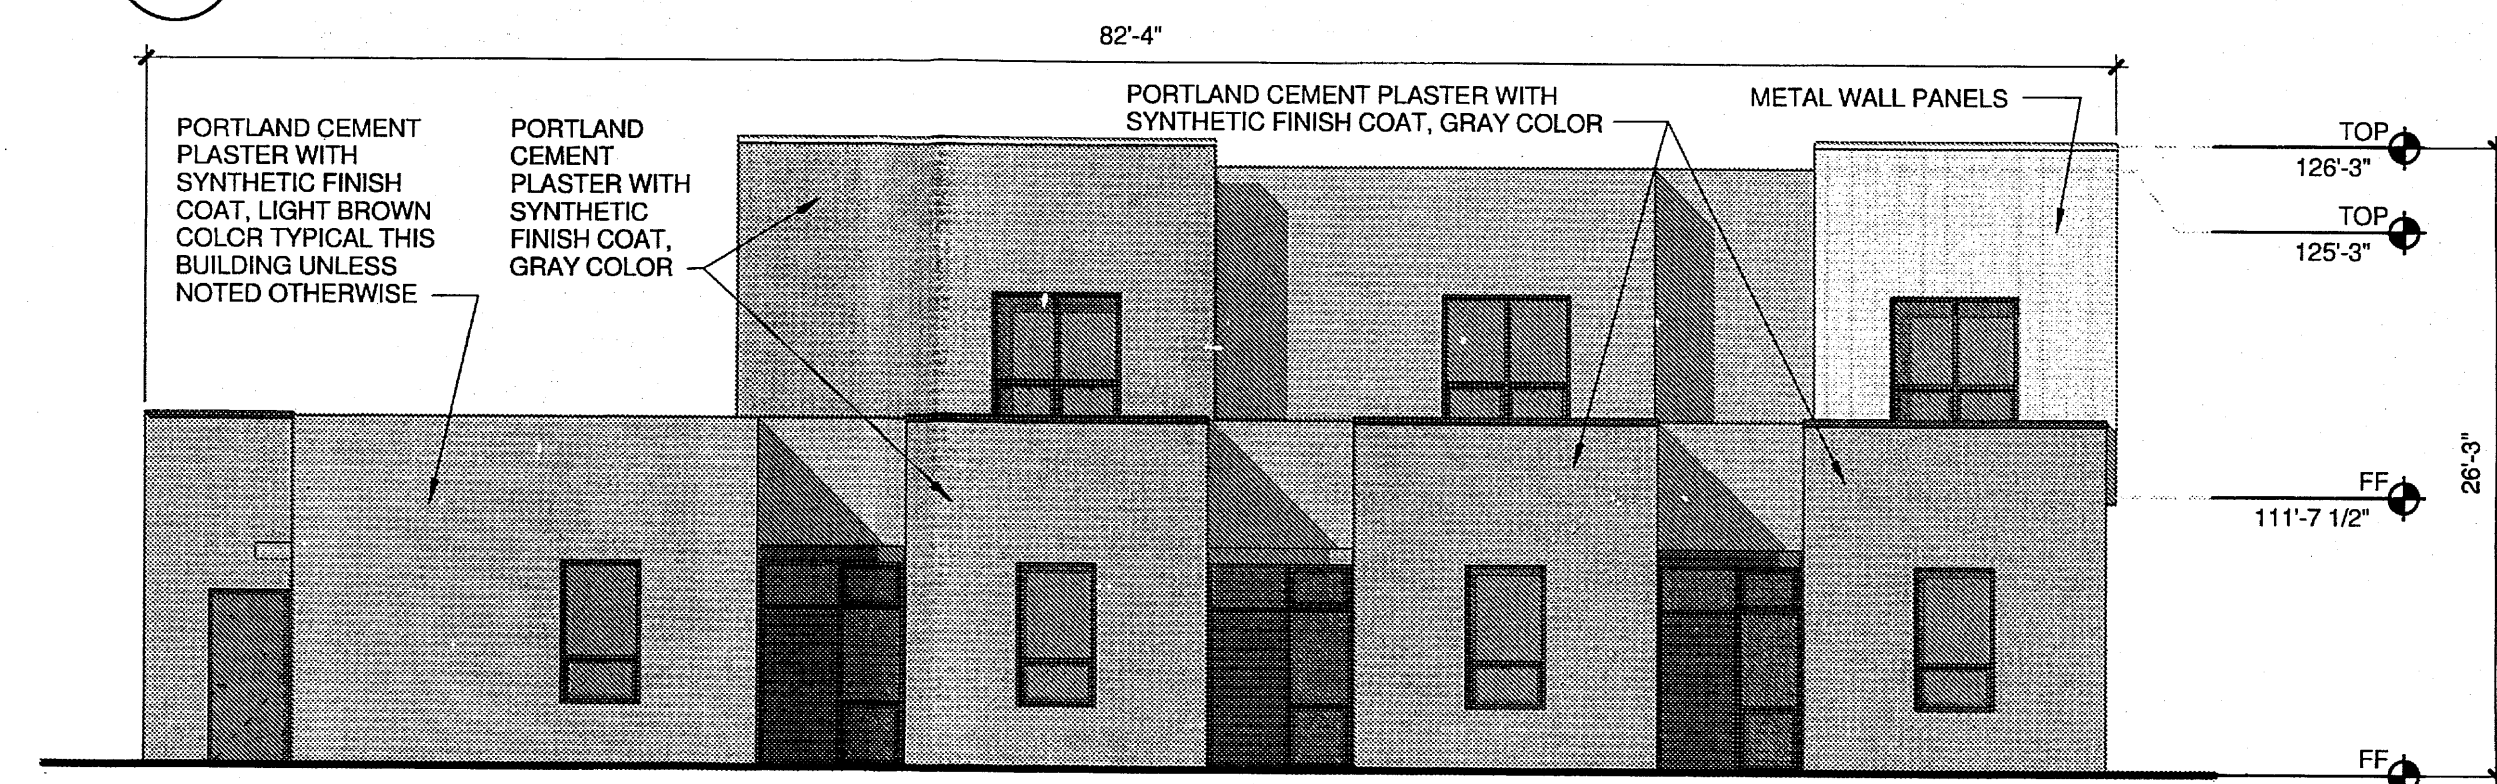 82'-4"
PORTLAND CEMENT
PLASTER WITH
SYNTHETIC FINISH
COAT, LIGHT BROWN
COLOR TYPICAL THIS
BUILDING UNLESS
NOTED OTHERWISE
PORTLAND
CEMENT
PLASTER WITH
SYNTHETIC
FINISH COAT,
GRAY COLOR
PORTLAND CEMENT PLASTER WITH
SYNTHETIC FINISH COAT, GRAY COLOR
METAL WALL PANELS
TOP
126'-3"
TOP
125'-3"
FF
111'-7 1/2"
26'-3"
FF